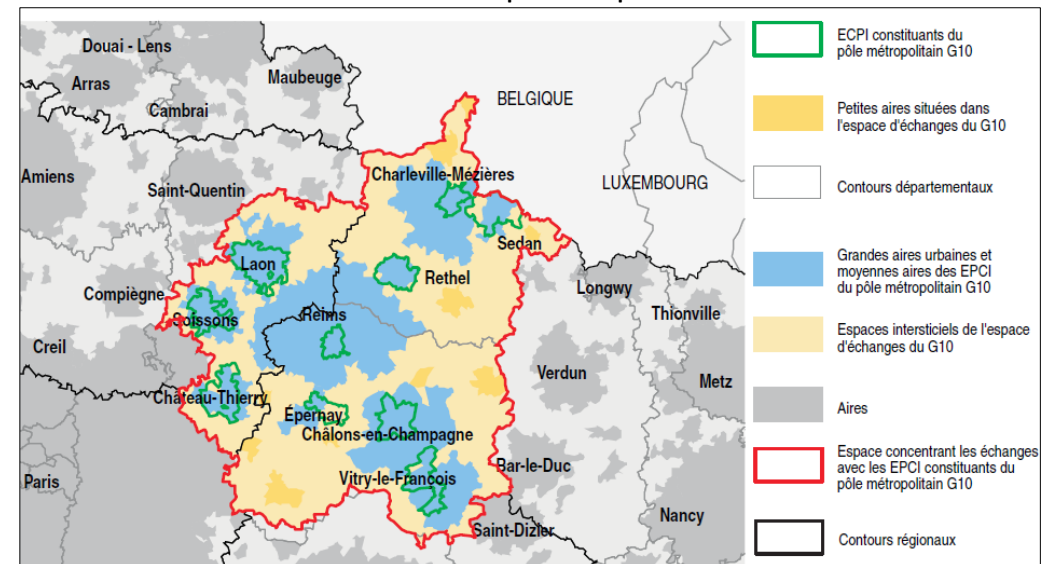 Douai - Lens
Maubeuge
Arras
Cambrai
BELGIQUE
Amiens
Charleville-Mézières
Saint-Quentin
LUXEMBOURG
Sedan
Laon
Rethel
Compiègne
Longwy
Soissons
Reims
Thionville
Creil
Verdun
Metz
Château-Thierry
Épernay
Châlons-en-Champagne
Bar-le-Duc
Vitry-le-François
Paris
Nancy
Saint-Dizier
ECPI constituants du
pôle métropolitain G10
Petites aires situées dans
l'espace d'échanges du G10
Contours départementaux
Grandes aires urbaines et
moyennes aires des EPCI
du pôle métropolitain G10
Espaces intersticiels de l'espace
d'échanges du G10
Aires
Espace concentrant les échanges
avec les EPCI constituants du
pôle métropolitain G10
Contours régionaux